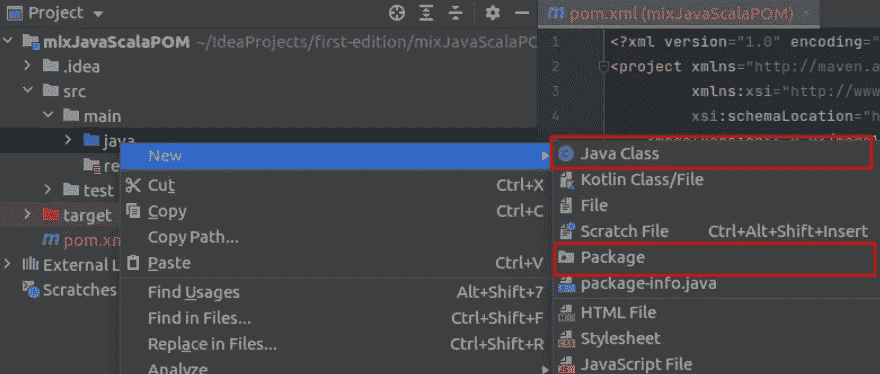 Project
pom.xml (mixJavaScalaPOM)
mixJavaScalaPOM ~/IdeaProjects/first-edition/mixJavaScalaPO
.idea
src
main
java
re
test
target
pom.xm
External L
Scratches
1 <?xml version="1.0" encoding="
2 <project xmlns="http://maven.a
3 xmlns:xsi="http://www
4 xsi:schemaLocation="h
New
Cut Ctrl+X
Copy Ctrl+C
Copy Path...
Paste Ctrl+V
Find Usages Alt+Shift+7
Find in Files... Ctrl+Shift+F
Replace in Files... Ctrl+Shift+R
Analyze
Java Class
Kotlin Class/File
File
Scratch File Ctrl+Alt+Shift+Insert
Package
package-info.java
HTML File
Stylesheet
JavaScript File